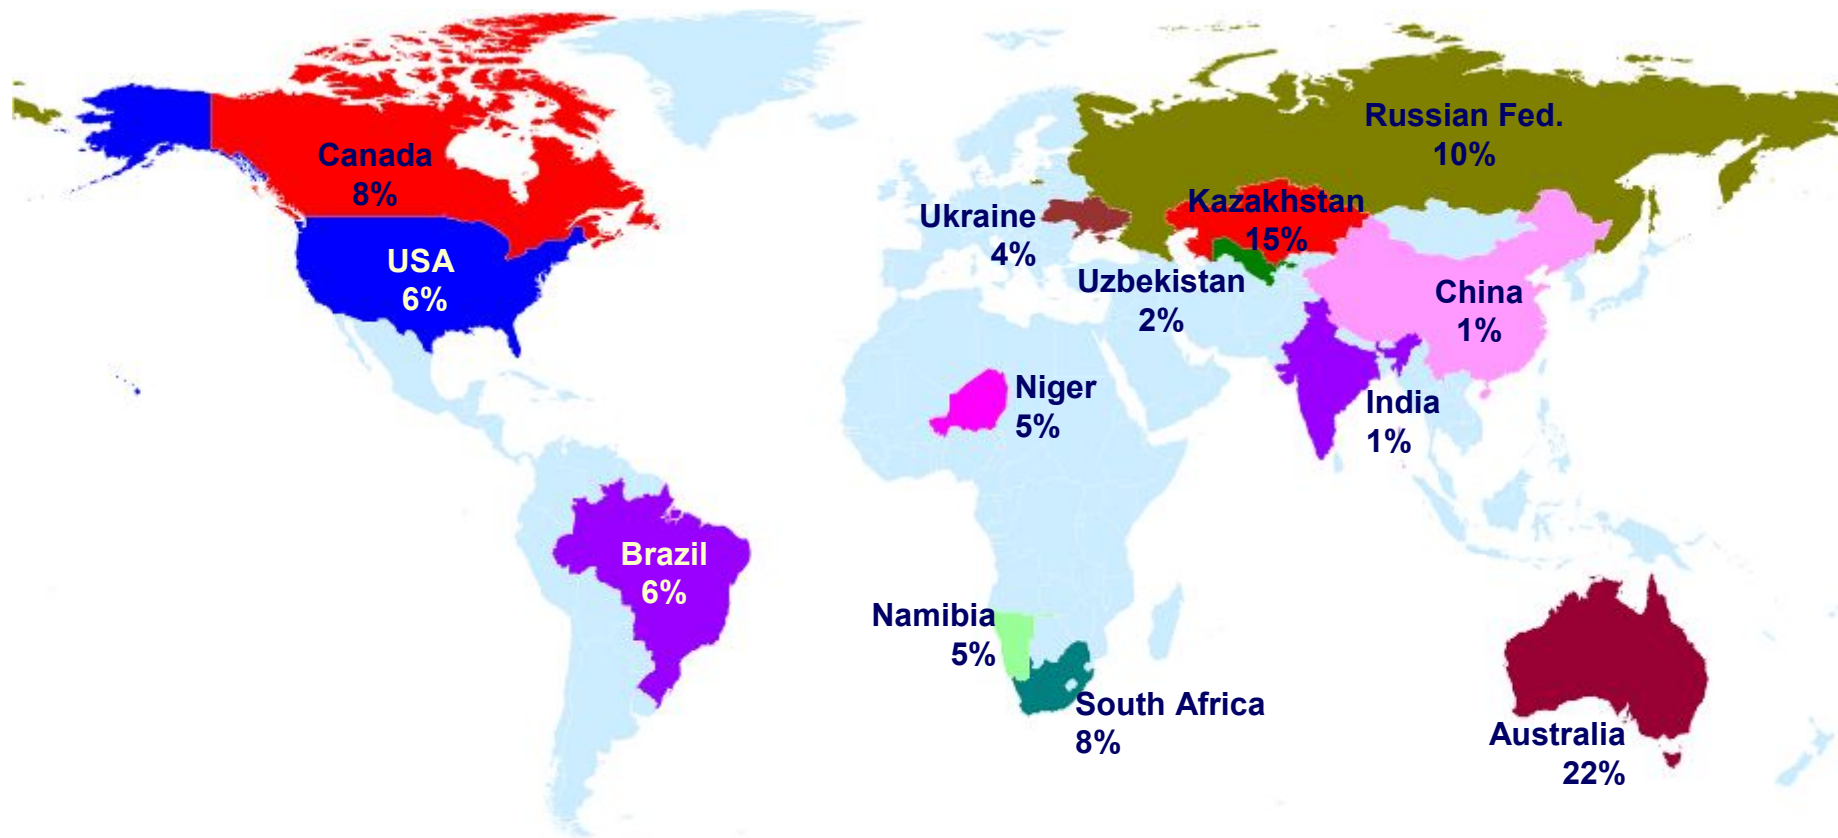 Canada
8%
USA
6%
Brazil
6%
Russian Fed.
10%
Kazakhstan
15%
Ukraine
4%
Uzbekistan
2%
China
1%
India
1%
Niger
5%
Namibia
5%
South Africa
8%
Australia
22%